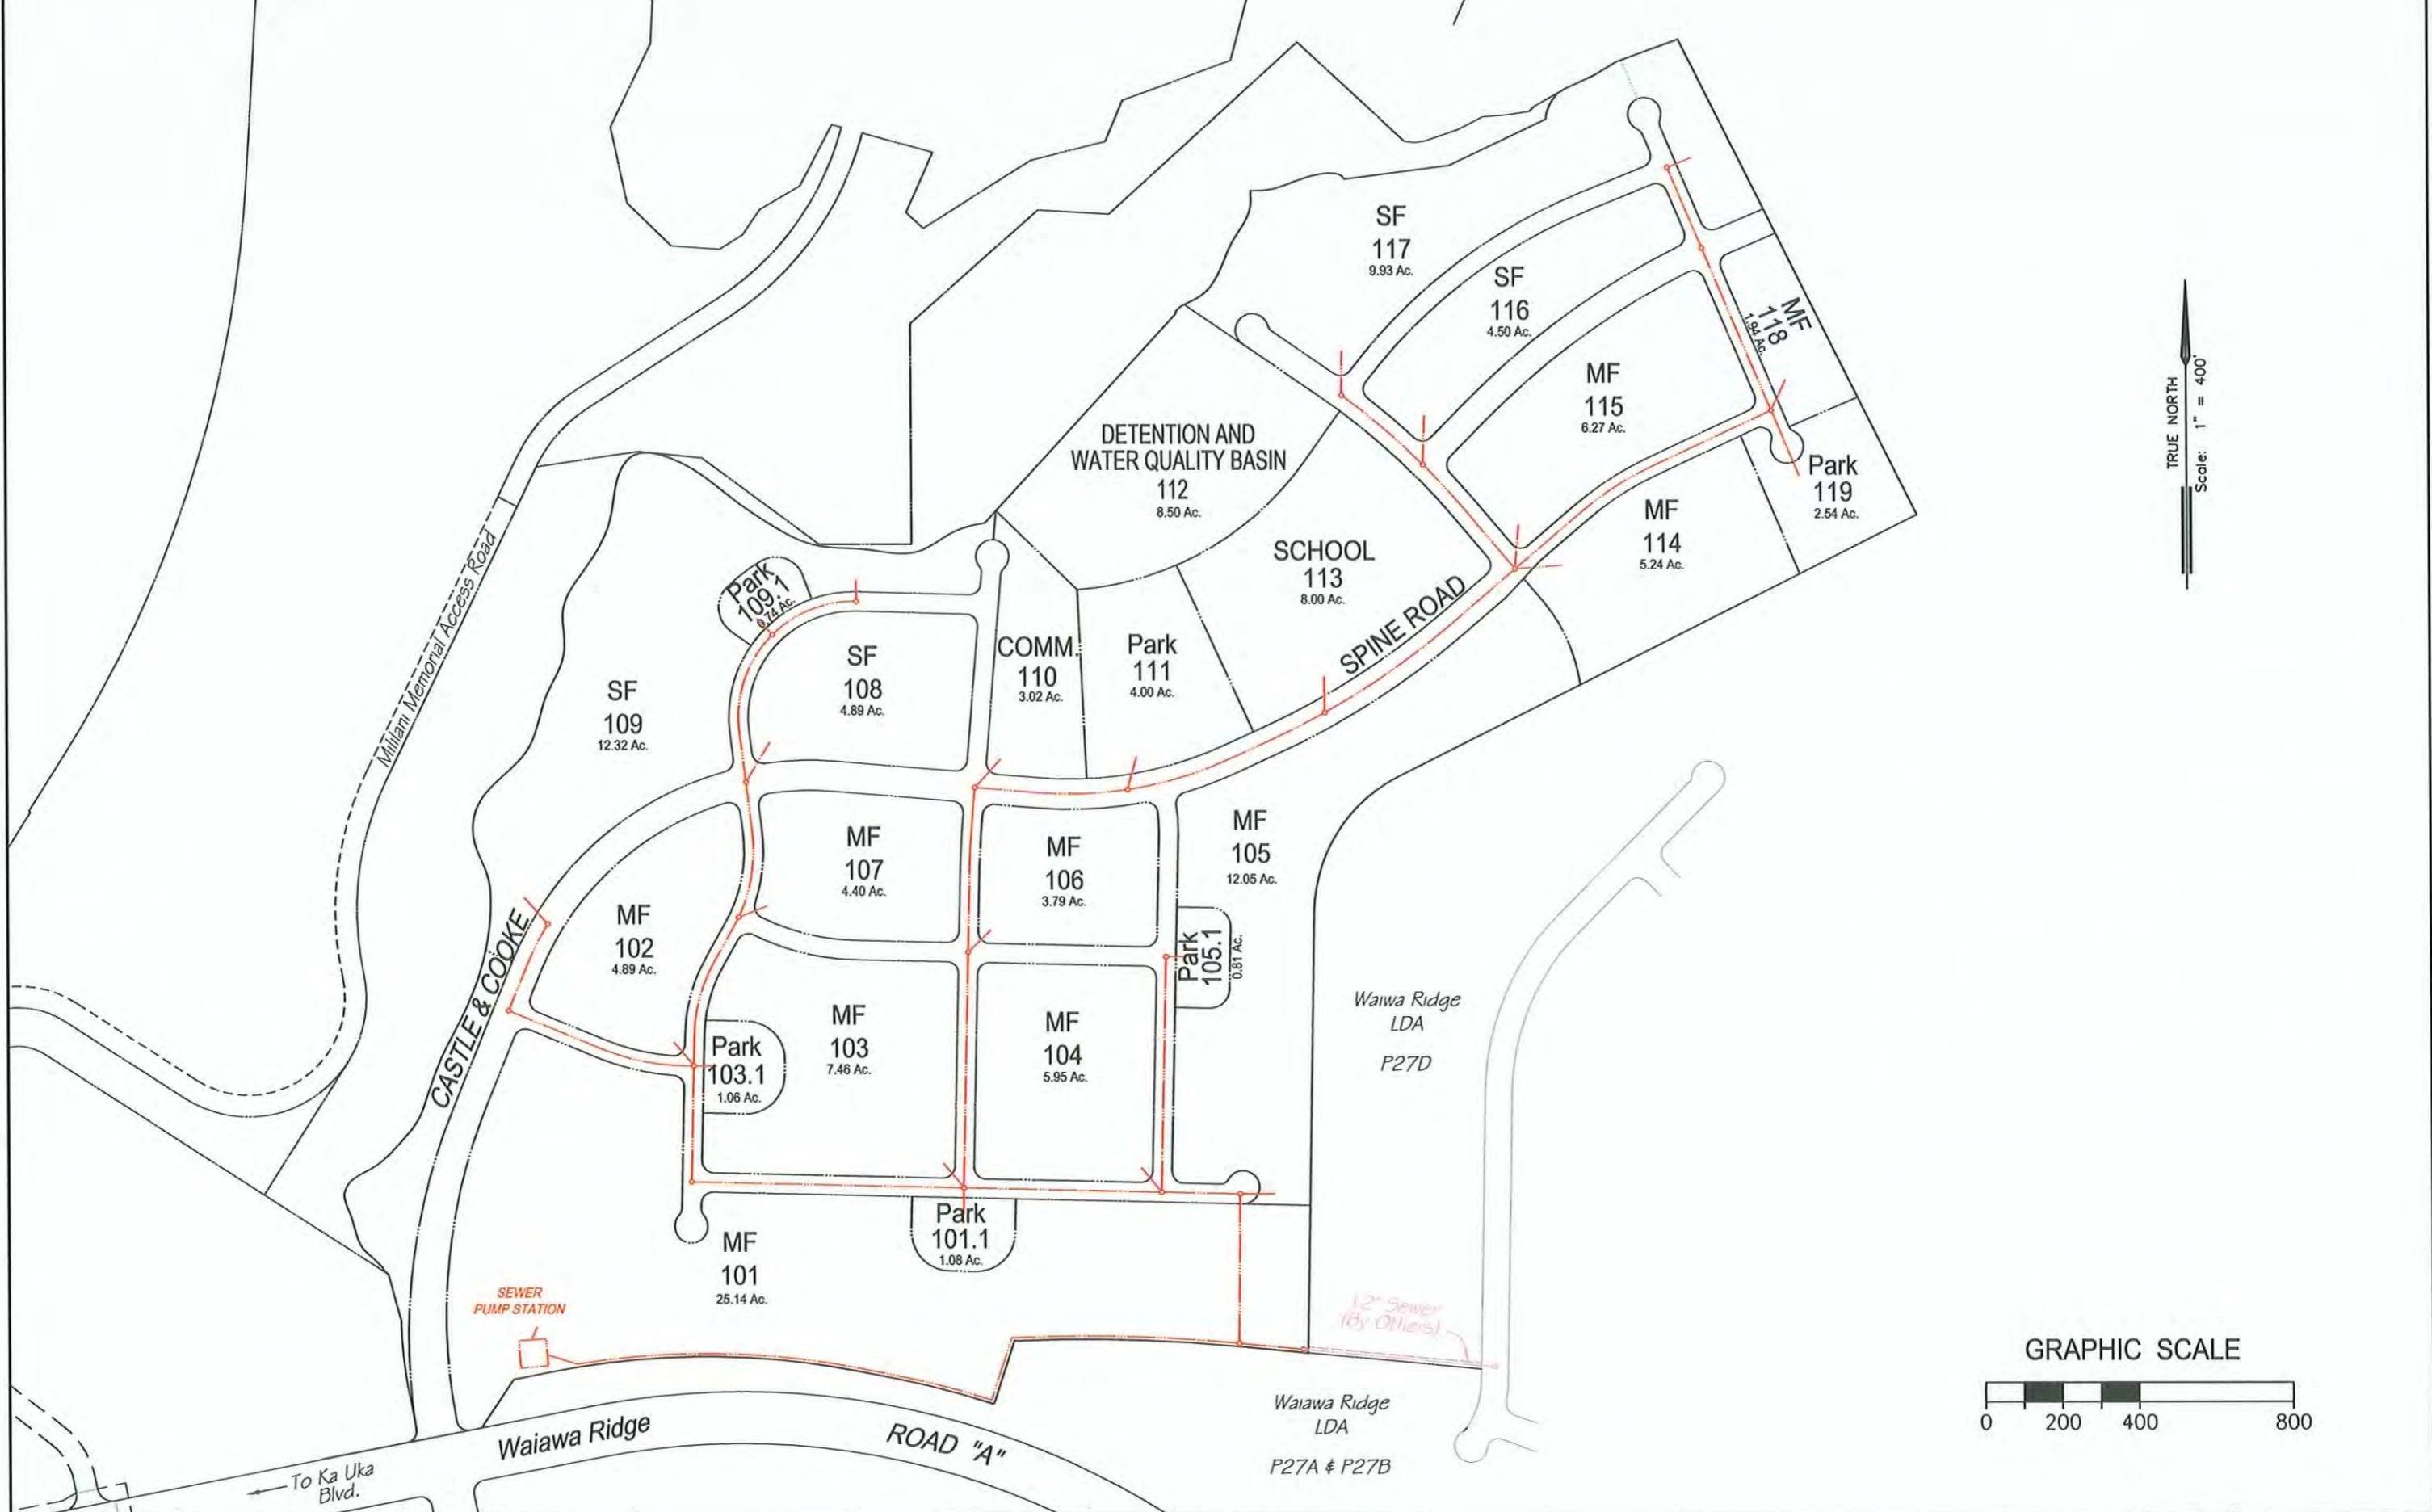 SF
117
9.93 Ac.
SF
116
4.50 Ac.
MF
118
1.94 Ac.
MF
115
6.27 Ac.
TRUE NORTH
Scale: 1" = 400'
DETENTION AND
WATER QUALITY BASIN
112
8.50 Ac.
Park
119
2.54 Ac.
MF
114
5.24 Ac.
SCHOOL
113
8.00 Ac.
SPINE ROAD
Mililani Memorial Access Road
Park
109.1
0.74 Ac.
SF
108
4.89 Ac.
COMM.
110
3.02 Ac.
Park
111
4.00 Ac.
SF
109
12.32 Ac.
MF
107
4.40 Ac.
MF
106
3.79 Ac.
MF
105
12.05 Ac.
MF
102
4.89 Ac.
Park
105.1
0.81 Ac.
CASTLE & COOKE
MF
103
7.46 Ac.
MF
104
5.95 Ac.
Waiwa Ridge
LDA
P27D
Park
103.1
1.06 Ac.
Park
101.1
1.08 Ac.
MF
101
25.14 Ac.
SEWER
PUMP STATION
12" Sewer
(By Others)
GRAPHIC SCALE
0 200 400 800
Waiawa Ridge
ROAD "A"
Waiawa Ridge
LDA
P27A & P27B
To Ka Uka
Blvd.